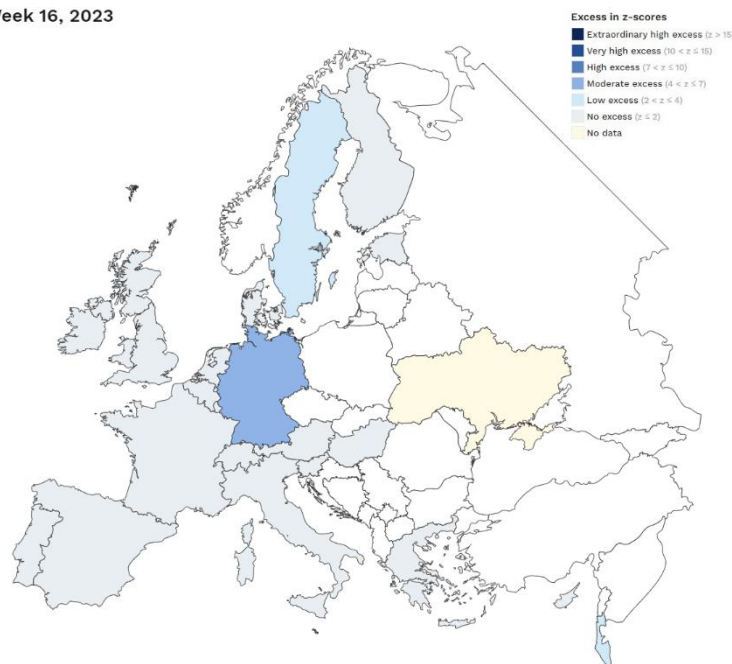 Week 16, 2023
Excess in z-scores
Extraordinary high excess (z > 15
Very high excess (10 < z ≤ 15)
High excess (7 < z ≤ 10)
Moderate excess (4 < z ≤ 7)
Low excess (2 < z ≤ 4)
No excess (z ≤ 2)
No data